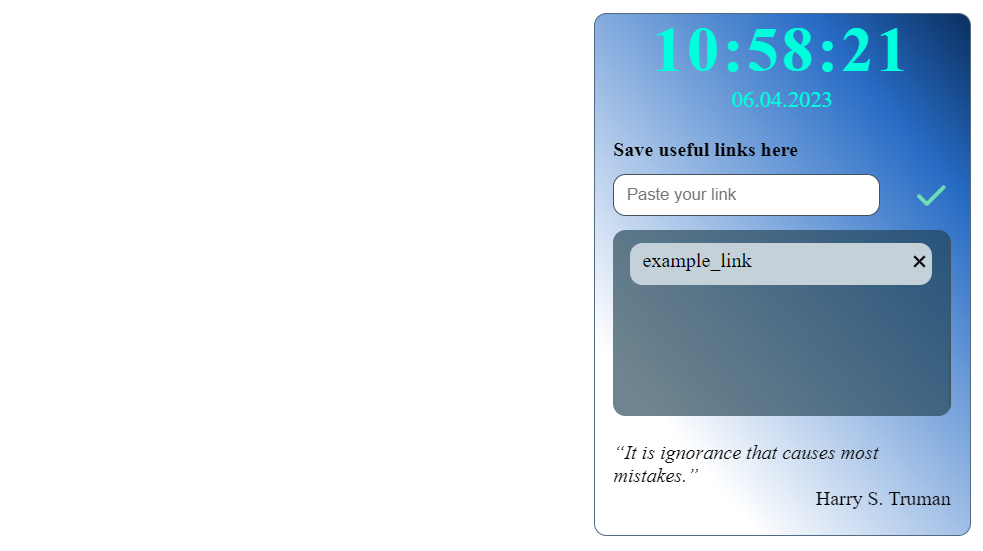 10:58:21
06.04.2023
Save useful links here
Paste your link
example_link
“It is ignorance that causes most
mistakes.”
Harry S. Truman